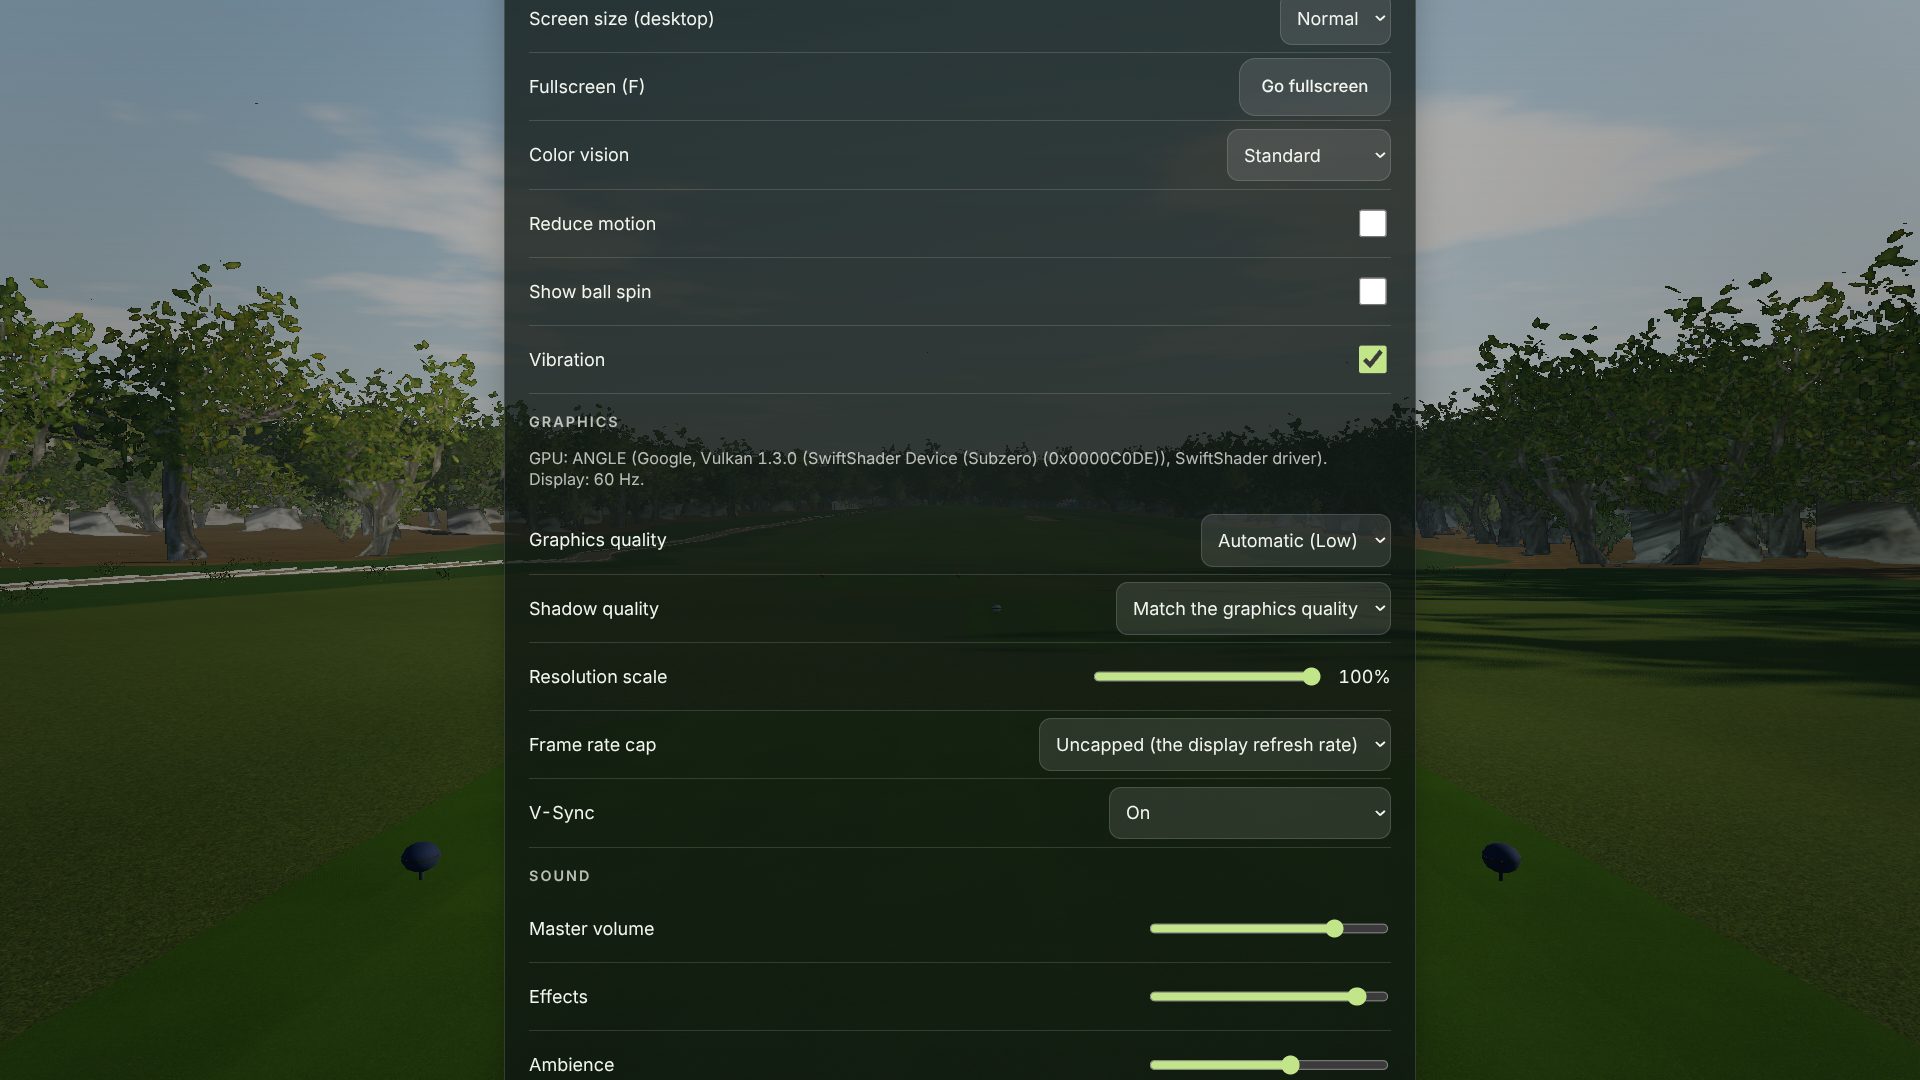 Screen size (desktop)
Normal
Fullscreen (F)
Go fullscreen
Color vision
Standard
Reduce motion
Show ball spin
Vibration
GRAPHICS
GPU: ANGLE (Google, Vulkan 1.3.0 (SwiftShader Device (Subzero) (0x0000C0DE)), SwiftShader driver).
Display: 60 Hz.
Graphics quality
Automatic (Low)
Shadow quality
Match the graphics quality
Resolution scale
100%
Frame rate cap
Uncapped (the display refresh rate)
V-Sync
On
SOUND
Master volume
Effects
Ambience